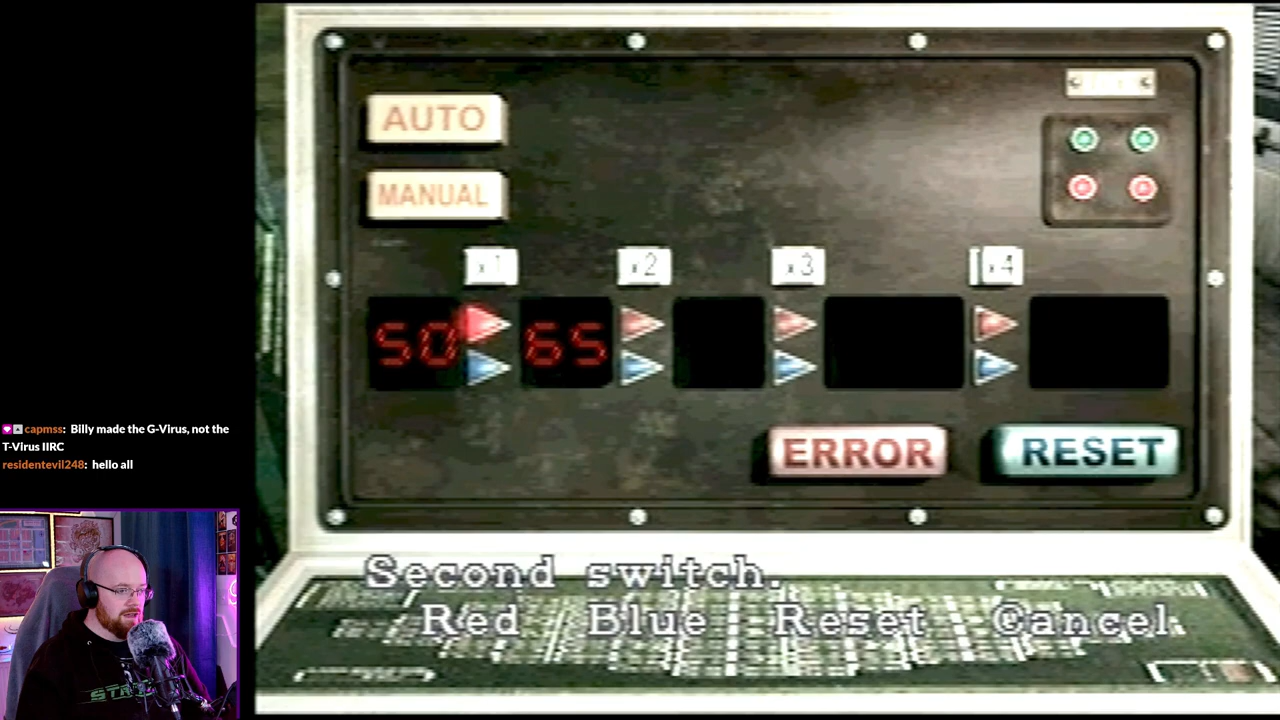 AUTO
MANUAL
x1 x2 x3 x4
50 65
ERROR RESET
Second switch.
Red Blue Reset Cancel
capmss: Billy made the G-Virus, not the
T-Virus IIRC
residentevil248: hello all